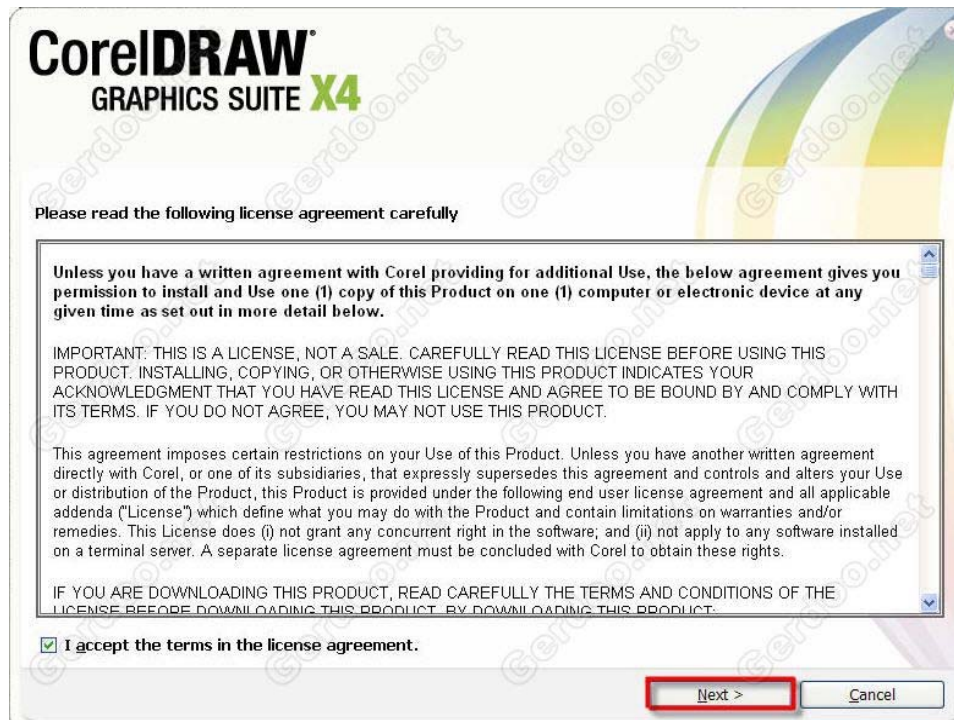 CorelDRAW
GRAPHICS SUITE X4
Please read the following license agreement carefully
Unless you have a written agreement with Corel providing for additional Use, the below agreement gives you
permission to install and Use one (1) copy of this Product on one (1) computer or electronic device at any
given time as set out in more detail below.
IMPORTANT: THIS IS A LICENSE, NOT A SALE. CAREFULLY READ THIS LICENSE BEFORE USING THIS
PRODUCT. INSTALLING, COPYING, OR OTHERWISE USING THIS PRODUCT INDICATES YOUR
ACKNOWLEDGMENT THAT YOU HAVE READ THIS LICENSE AND AGREE TO BE BOUND BY AND COMPLY WITH
ITS TERMS. IF YOU DO NOT AGREE, YOU MAY NOT USE THIS PRODUCT.
This agreement imposes certain restrictions on your Use of this Product. Unless you have another written agreement
directly with Corel, or one of its subsidiaries, that expressly supersedes this agreement and controls and alters your Use
or distribution of the Product, this Product is provided under the following end user license agreement and all applicable
addenda ("License") which define what you may do with the Product and contain limitations on warranties and/or
remedies. This License does (i) not grant any concurrent right in the software; and (ii) not apply to any software installed
on a terminal server. A separate license agreement must be concluded with Corel to obtain these rights.
IF YOU ARE DOWNLOADING THIS PRODUCT, READ CAREFULLY THE TERMS AND CONDITIONS OF THE
LICENSE BEFORE DOWNLOADING THIS PRODUCT. BY DOWNLOADING THIS PRODUCT:
I accept the terms in the license agreement.
Next >
Cancel
Gerdoo.net